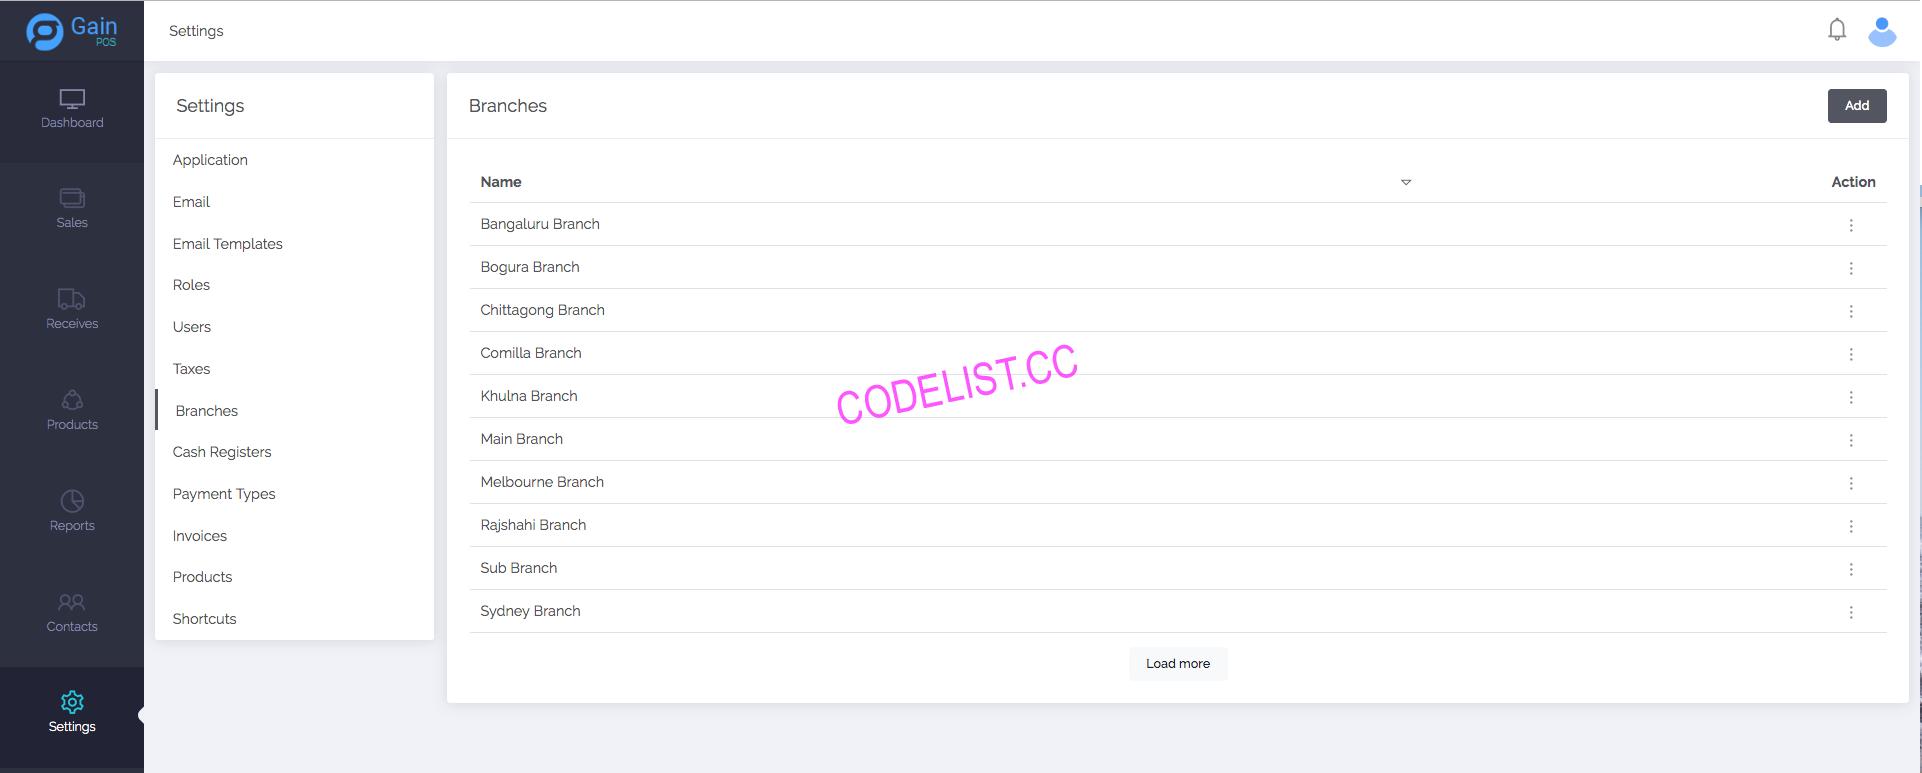 Gain
POS
Settings
Dashboard
Sales
Receives
Products
Reports
Contacts
Settings
Settings
Application
Email
Email Templates
Roles
Users
Taxes
Branches
Cash Registers
Payment Types
Invoices
Products
Shortcuts
Branches
Add
Name Action
Bangaluru Branch
Bogura Branch
Chittagong Branch
Comilla Branch
Khulna Branch
Main Branch
Melbourne Branch
Rajshahi Branch
Sub Branch
Sydney Branch
Load more
CODELIST.CC